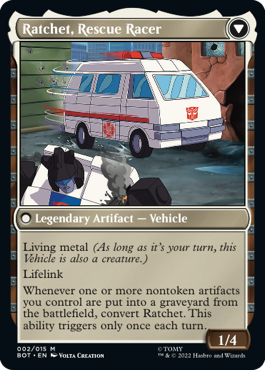 Ratchet, Rescue Racer
Legendary Artifact — Vehicle
Living metal (As long as it's your turn, this
Vehicle is also a creature.)
Lifelink
Whenever one or more nontoken artifacts
you control are put into a graveyard from
the battlefield, convert Ratchet. This
ability triggers only once each turn.
1/4
002/015 M
BOT • EN VOLTA CREATION
©TOMY
™ & © 2022 Hasbro and Wizards